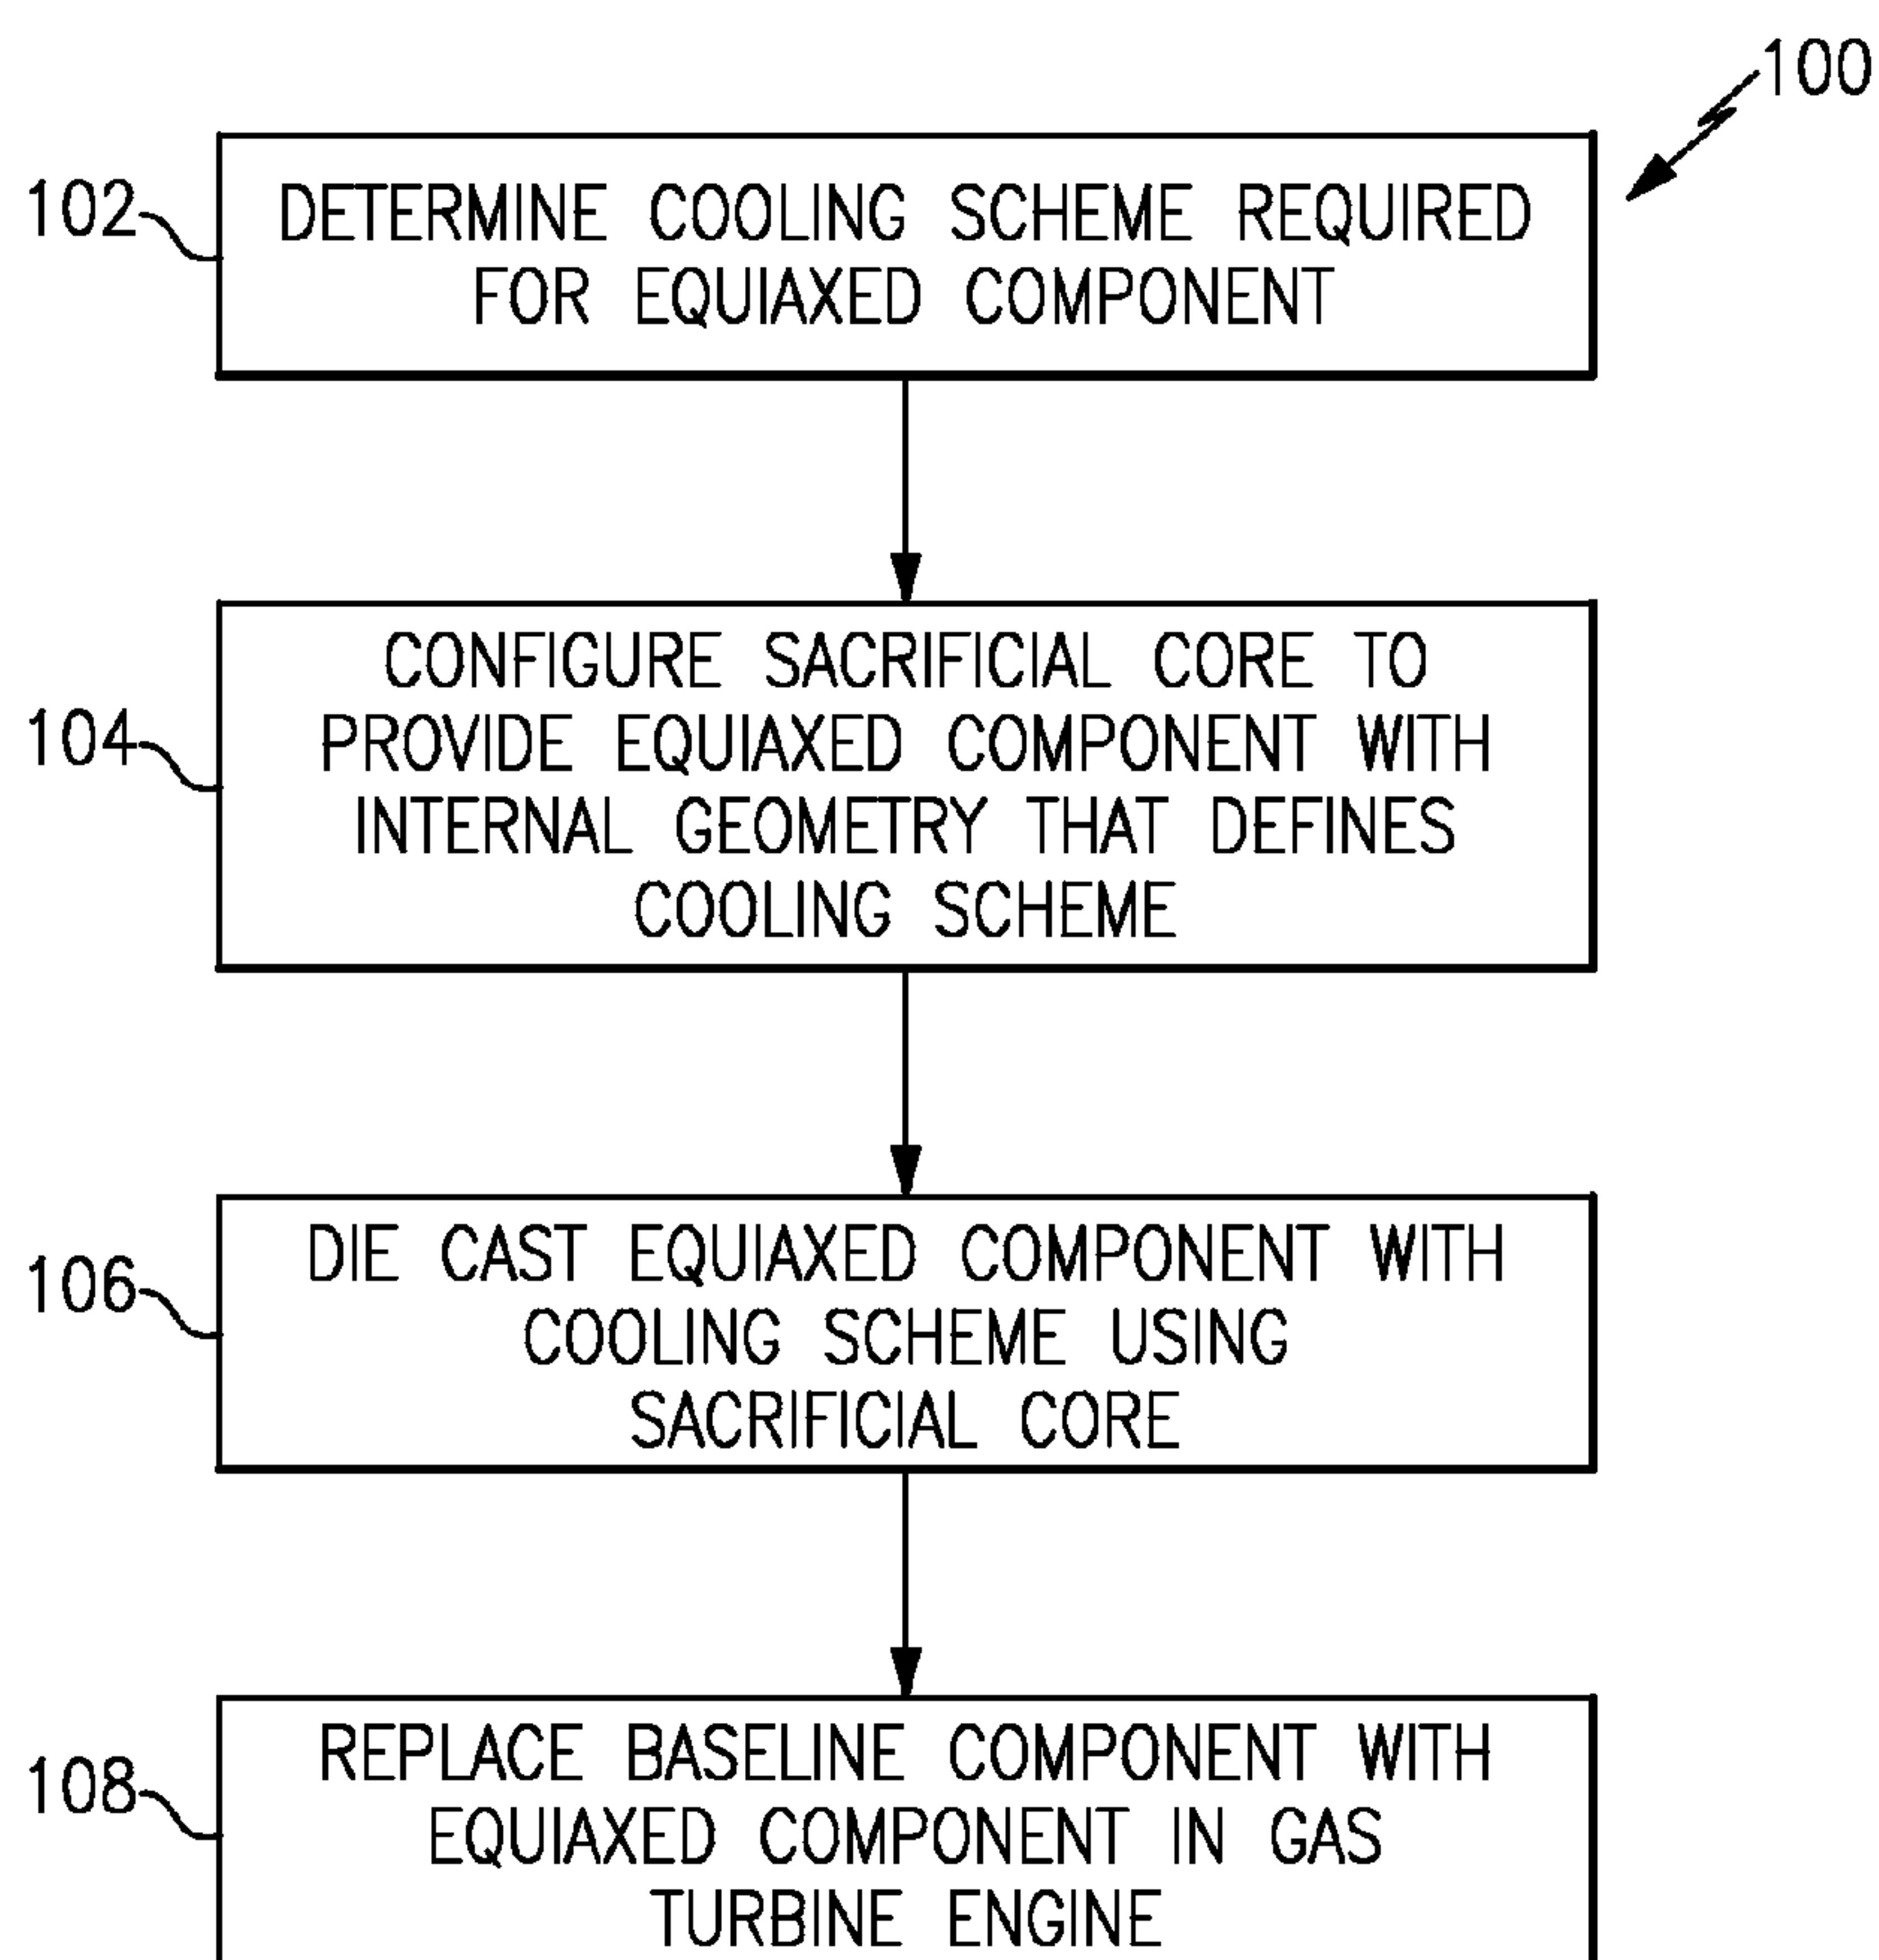 100
102
DETERMINE COOLING SCHEME REQUIRED
FOR EQUIAXED COMPONENT
104
CONFIGURE SACRIFICIAL CORE TO
PROVIDE EQUIAXED COMPONENT WITH
INTERNAL GEOMETRY THAT DEFINES
COOLING SCHEME
106
DIE CAST EQUIAXED COMPONENT WITH
COOLING SCHEME USING
SACRIFICIAL CORE
108
REPLACE BASELINE COMPONENT WITH
EQUIAXED COMPONENT IN GAS
TURBINE ENGINE